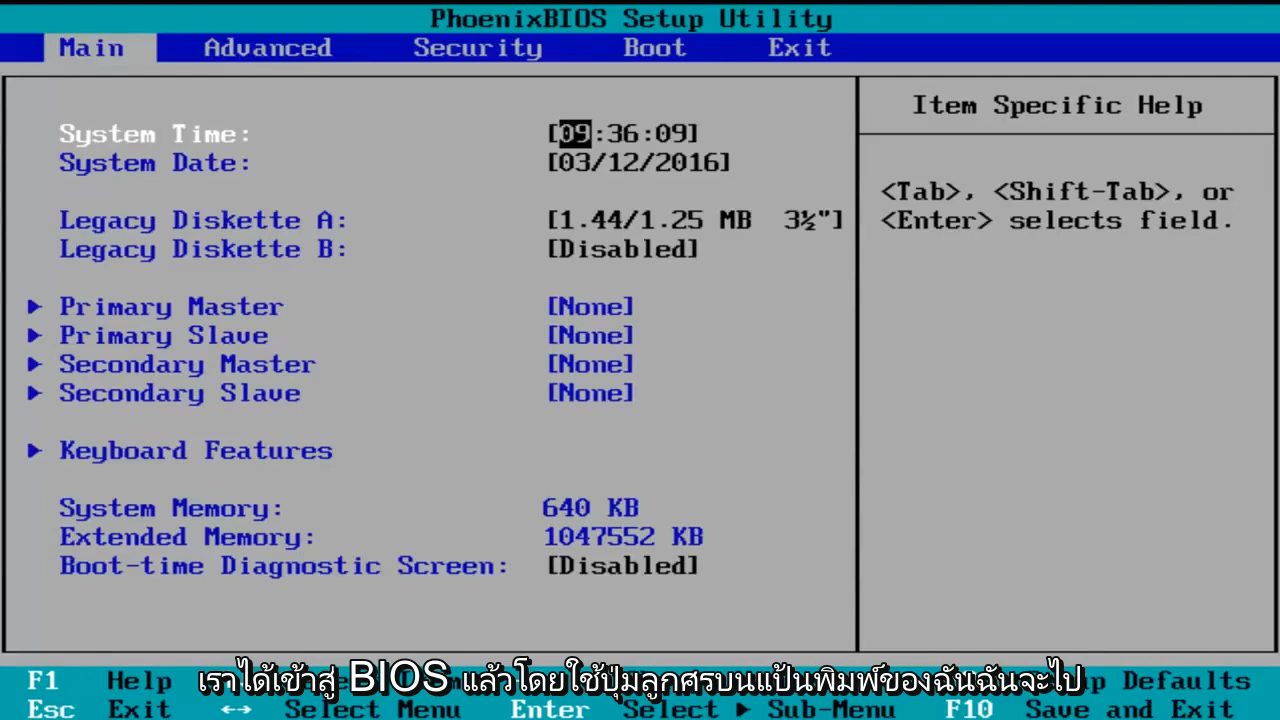 PhoenixBIOS Setup Utility
Main Advanced Security Boot Exit
Item Specific Help
System Time: [09:36:09]
System Date: [03/12/2016]
<Tab>, <Shift-Tab>, or
<Enter> selects field.
Legacy Diskette A: [1.44/1.25 MB 3½"]
Legacy Diskette B: [Disabled]
▶ Primary Master [None]
▶ Primary Slave [None]
▶ Secondary Master [None]
▶ Secondary Slave [None]
▶ Keyboard Features
System Memory: 640 KB
Extended Memory: 1047552 KB
Boot-time Diagnostic Screen: [Disabled]
เราได้เข้าสู่ BIOS แล้วโดยใช้ปุ่มลูกศรบนแป้นพิมพ์ของฉันฉันจะไป
F1 Help Defaults
Esc Exit ↔ Select Menu Enter Select ▶ Sub-Menu F10 Save and Exit